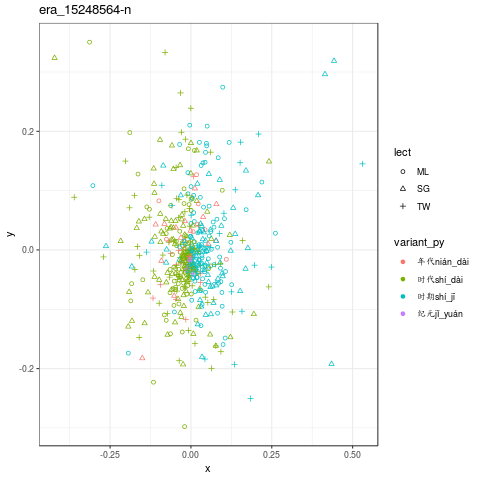 era_15248564-n
y
0.2
0.0
-0.2
-0.25
0.00
0.25
0.50
x
lect
ML
SG
TW
variant_py
年代nián_dài
时代shí_dài
时期shí_jī
纪元jǐ_yuán